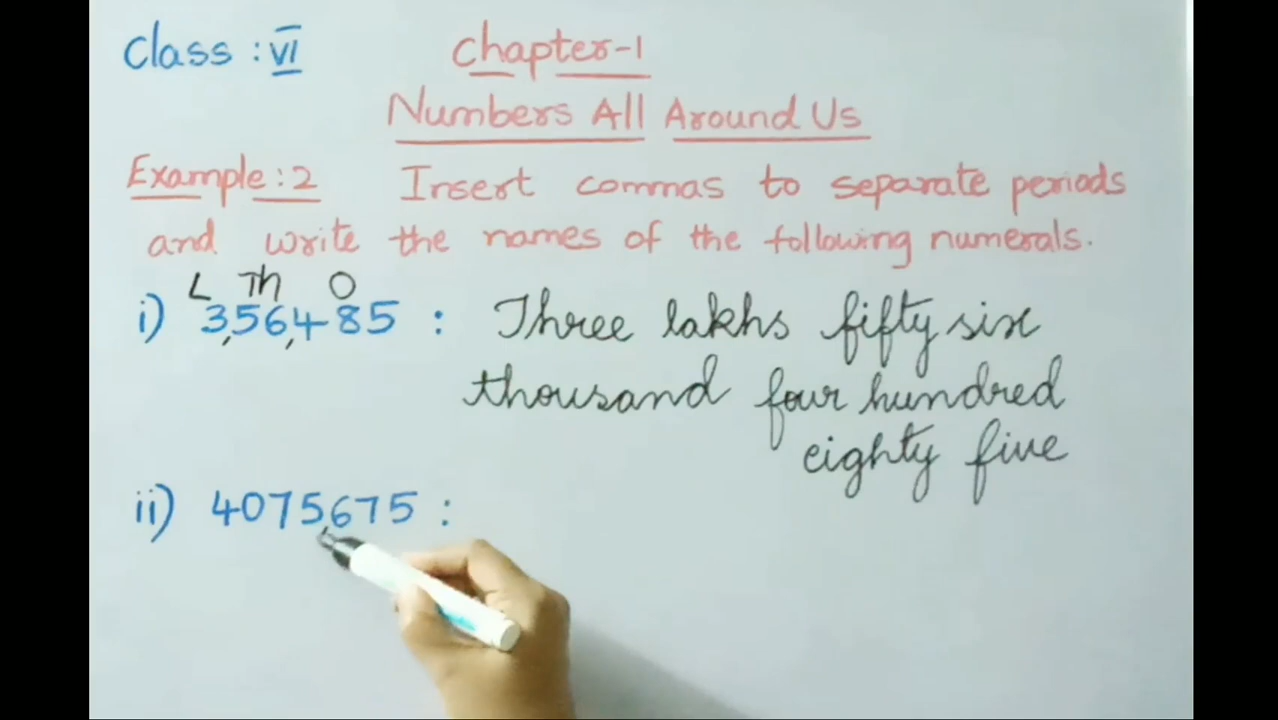 Class : VI Chapter-1
Numbers All Around Us
Example:2 Insert commas to separate periods
and write the names of the following numerals.
L Th O
i) 3,56,485 : Three lakhs fifty six
thousand four hundred
eighty five
ii) 4075,675 :